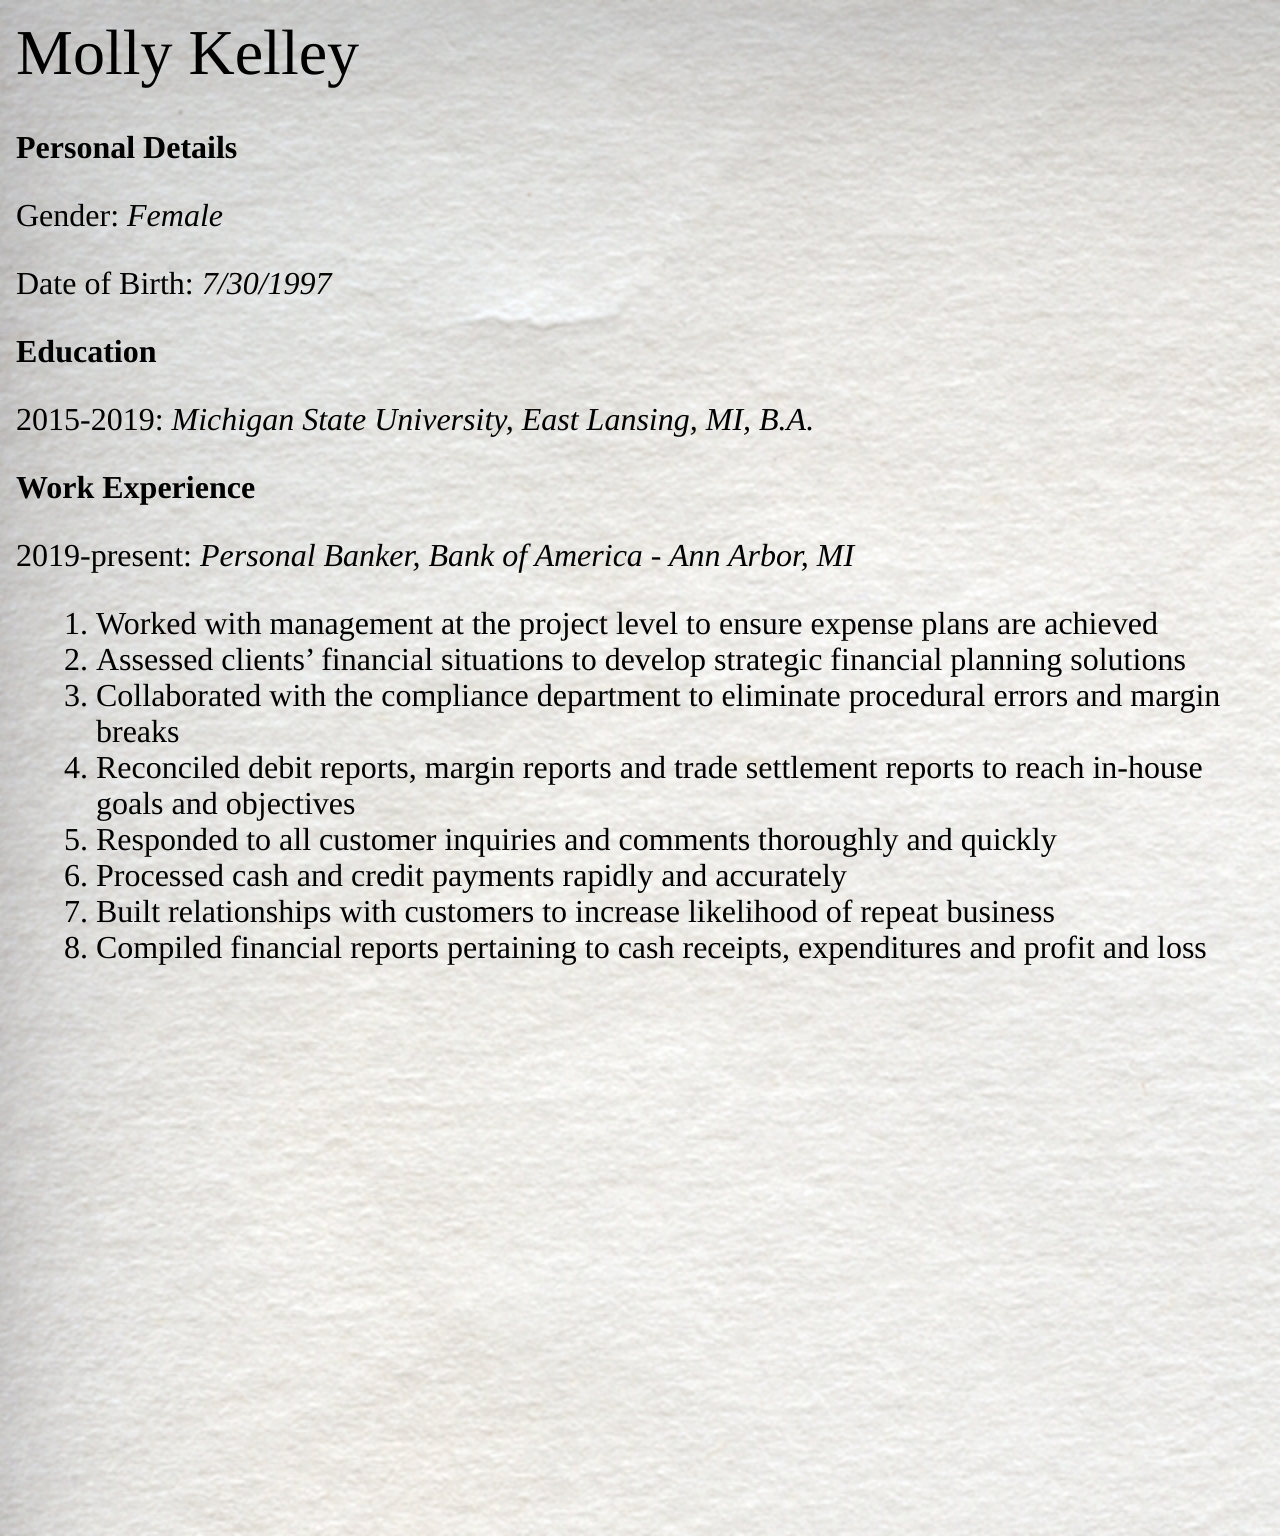 Molly Kelley
Personal Details
Gender: Female
Date of Birth: 7/30/1997
Education
2015-2019: Michigan State University, East Lansing, MI, B.A.
Work Experience
2019-present: Personal Banker, Bank of America - Ann Arbor, MI
1. Worked with management at the project level to ensure expense plans are achieved
2. Assessed clients’ financial situations to develop strategic financial planning solutions
3. Collaborated with the compliance department to eliminate procedural errors and margin
breaks
4. Reconciled debit reports, margin reports and trade settlement reports to reach in-house
goals and objectives
5. Responded to all customer inquiries and comments thoroughly and quickly
6. Processed cash and credit payments rapidly and accurately
7. Built relationships with customers to increase likelihood of repeat business
8. Compiled financial reports pertaining to cash receipts, expenditures and profit and loss